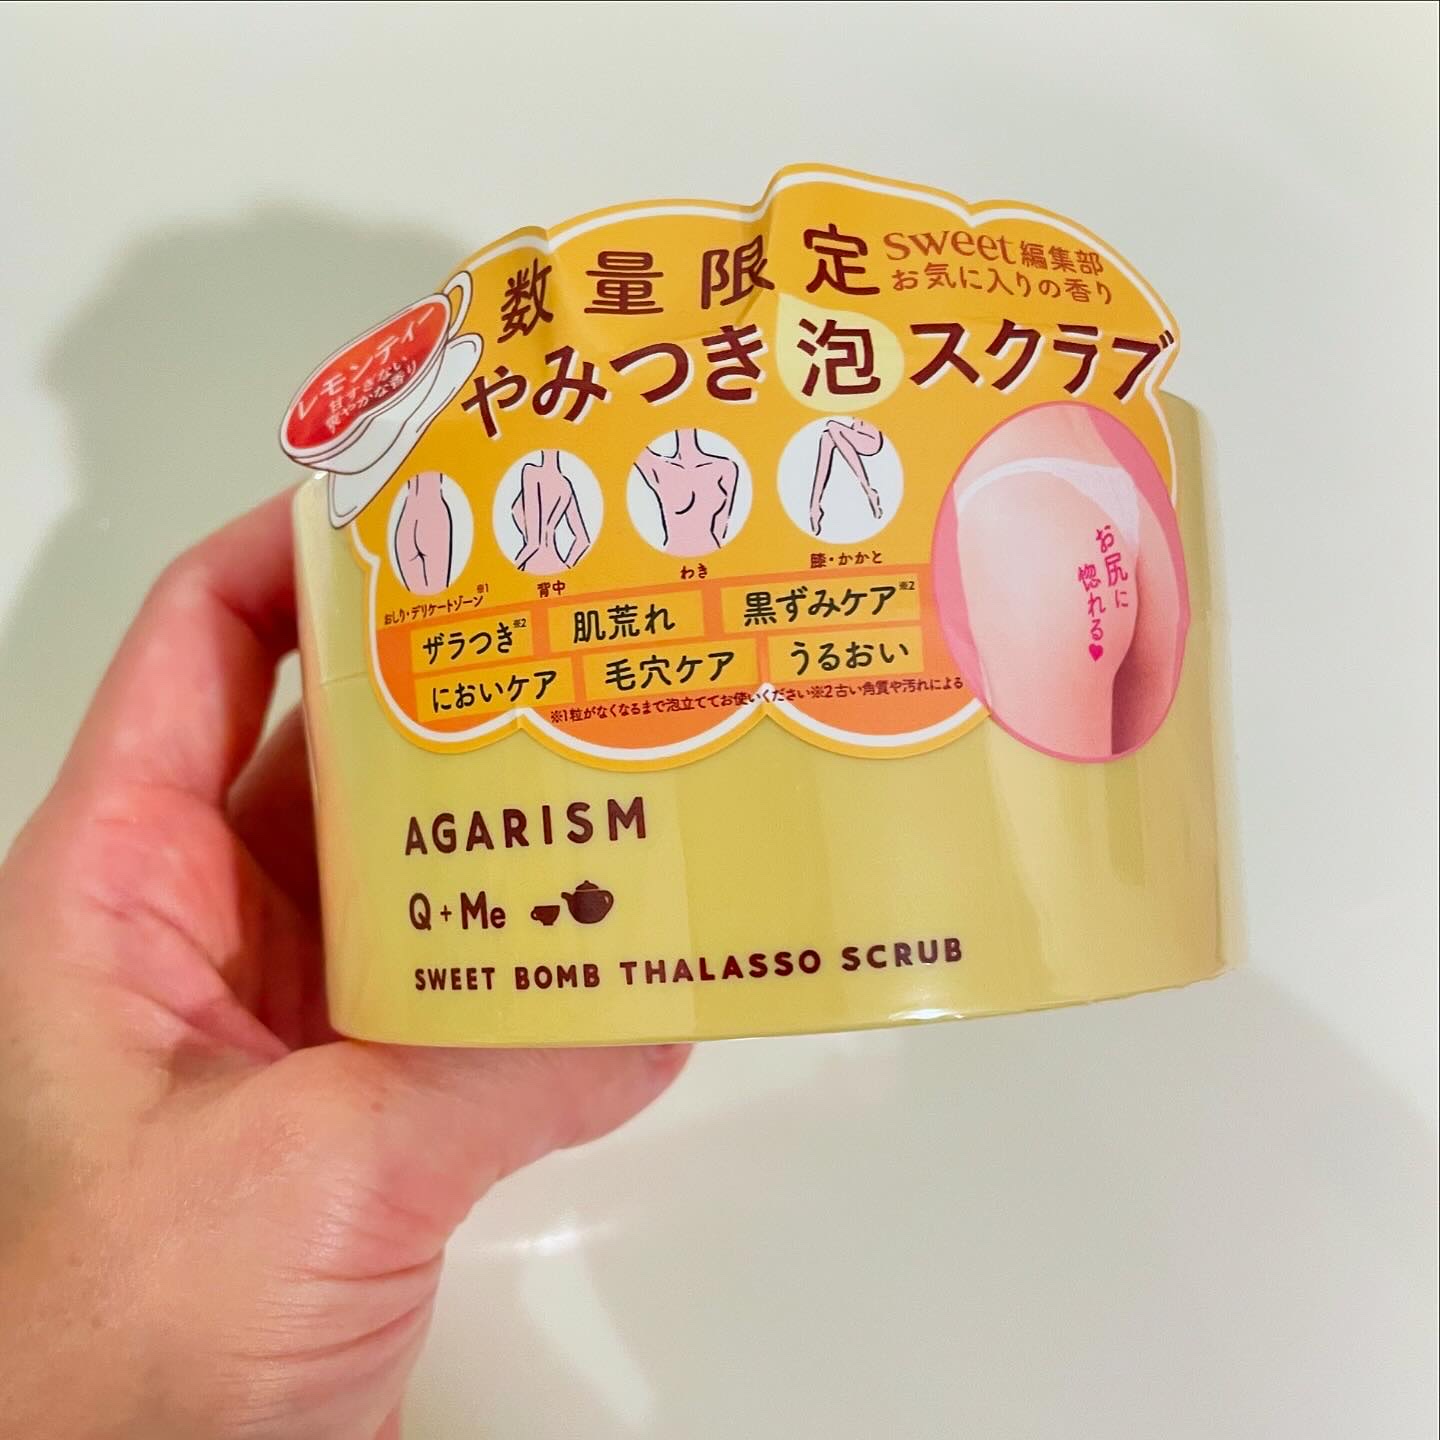 数量限定
sweet編集部
お気に入りの香り
やみつき泡スクラブ
レモンティー
甘すぎない
爽やかな香り
おしり・デリケートゾーン※1
背中
わき
膝・かかと
ザラつき※2
肌荒れ
黒ずみケア※2
においケア
毛穴ケア
うるおい
※1粒がなくなるまで泡立ててお使いください※2古い角質や汚れによる
お尻に
惚れる♥
AGARISM
Q+Me
SWEET BOMB THALASSO SCRUB